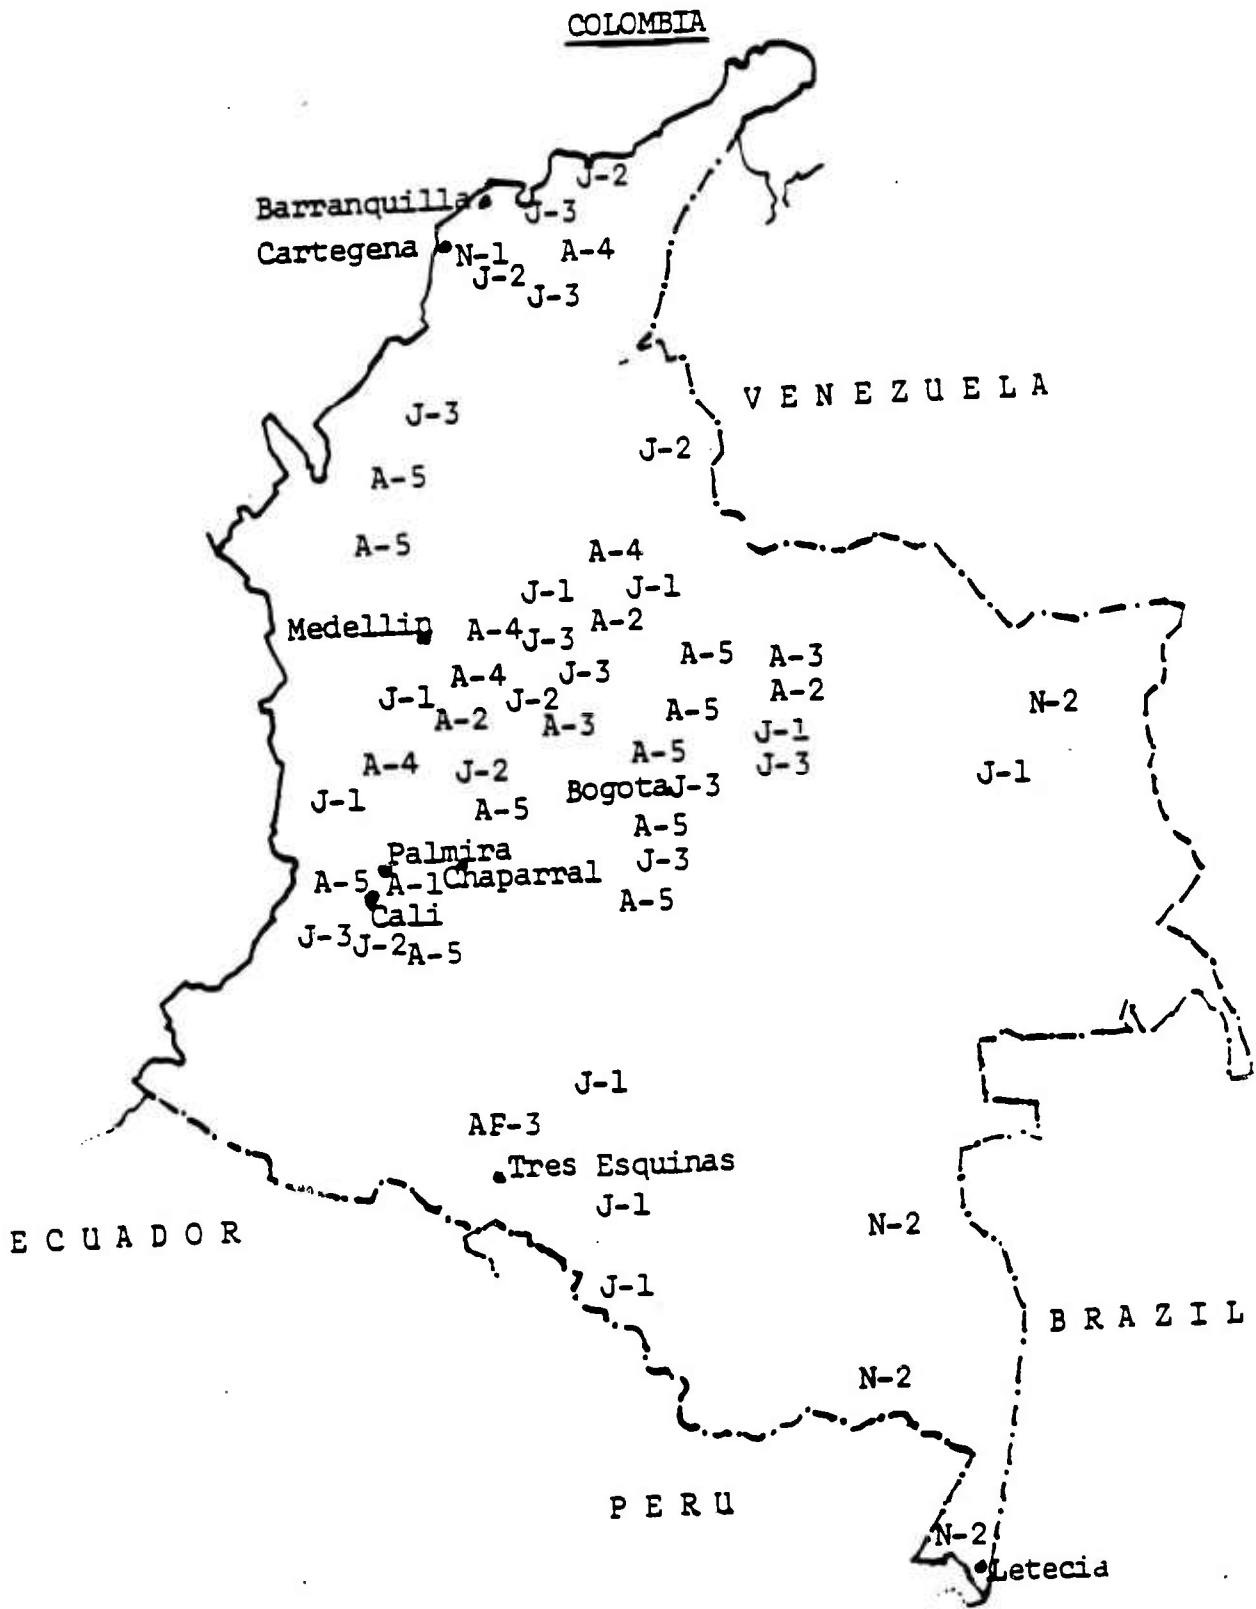 COLOMBIA
J-2
Barranquilla
J-3
Cartegena
N-1
A-4
J-2
J-3
V E N E Z U E L A
J-3
J-2
A-5
A-5
A-4
J-1
J-1
Medellin
A-4
J-3
A-2
A-5
A-3
A-4
J-3
J-1
J-2
A-2
N-2
A-2
A-3
A-5
J-1
A-5
A-4
J-2
J-3
J-1
J-1
A-5
Bogota
J-3
A-5
Palmira
J-3
A-5
A-1
Chaparral
A-5
Cali
J-3
J-2
A-5
J-1
AF-3
Tres Esquinas
J-1
N-2
E C U A D O R
J-1
B R A Z I L
N-2
P E R U
N-2
Letecia